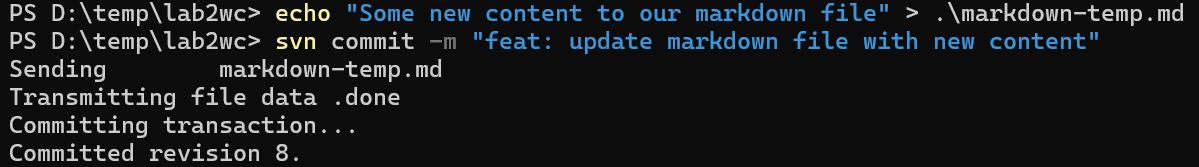 PS D:\temp\lab2wc> echo "Some new content to our markdown file" > .\markdown-temp.md
PS D:\temp\lab2wc> svn commit -m "feat: update markdown file with new content"
Sending        markdown-temp.md
Transmitting file data .done
Committing transaction...
Committed revision 8.